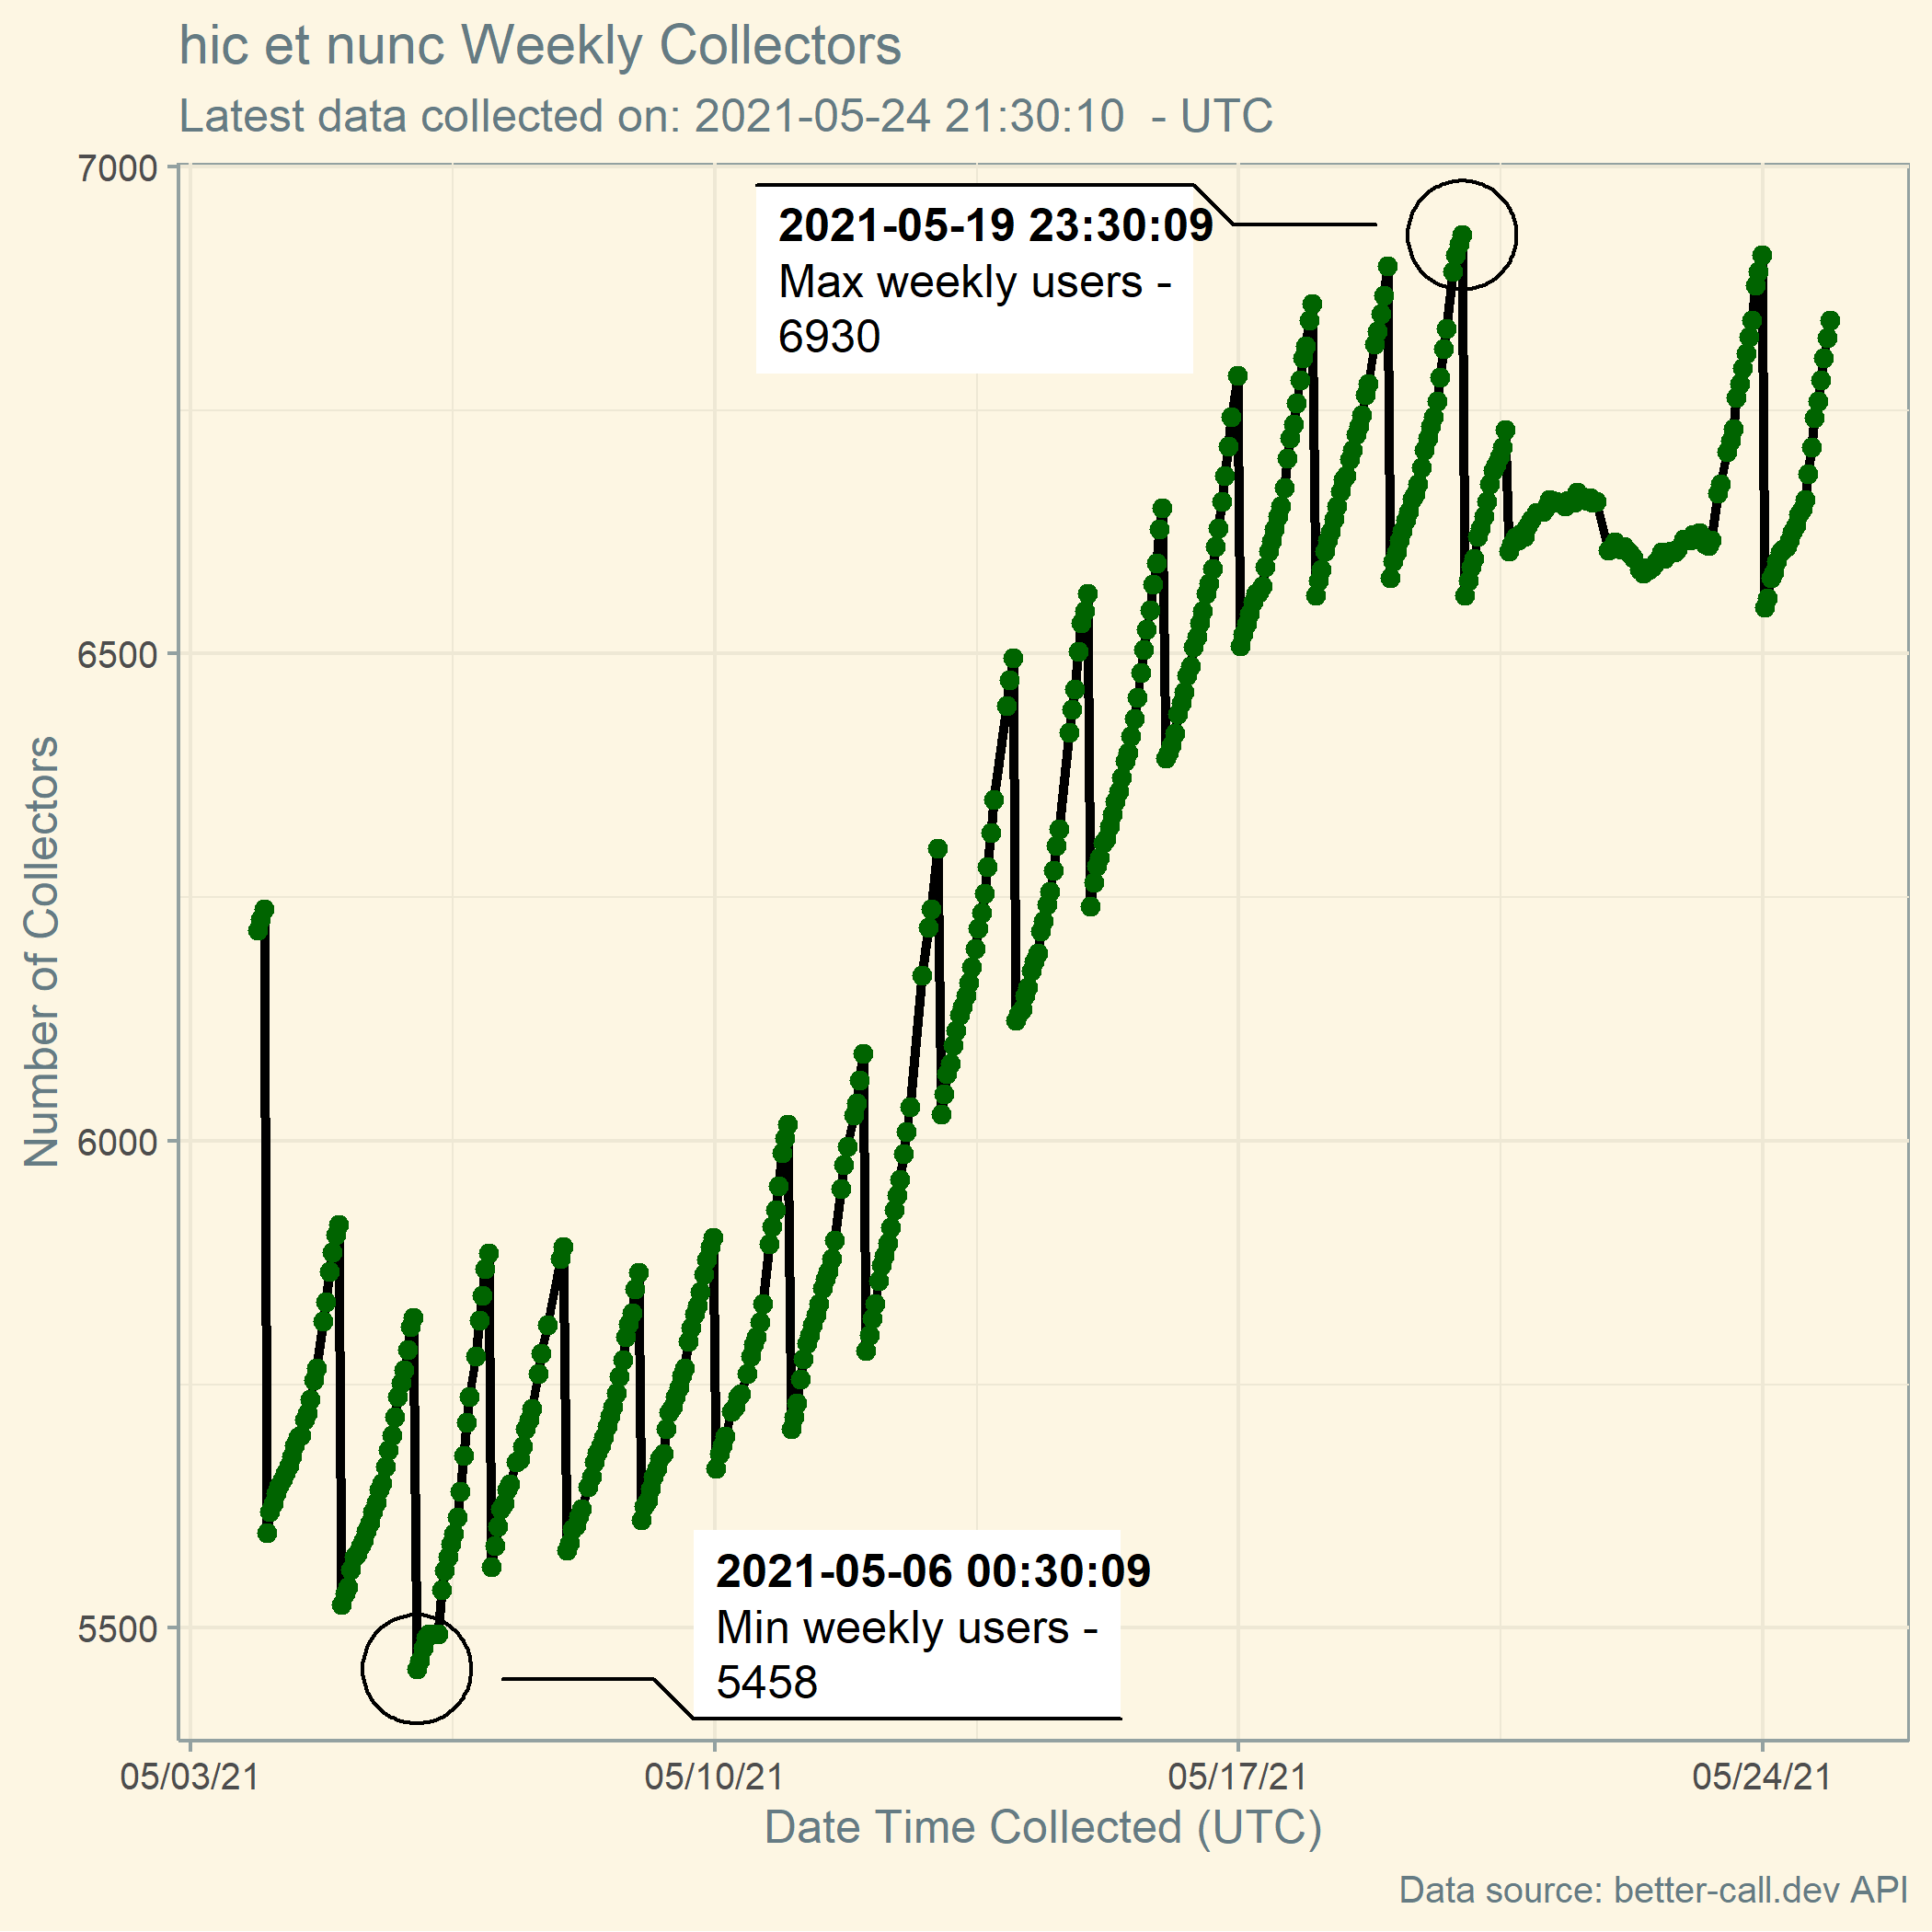 hic et nunc Weekly Collectors
Latest data collected on: 2021-05-24 21:30:10  - UTC
7000
6500
6000
5500
Number of Collectors
2021-05-19 23:30:09
Max weekly users -
6930
2021-05-06 00:30:09
Min weekly users -
5458
05/03/21
05/10/21
05/17/21
05/24/21
Date Time Collected (UTC)
Data source: better-call.dev API